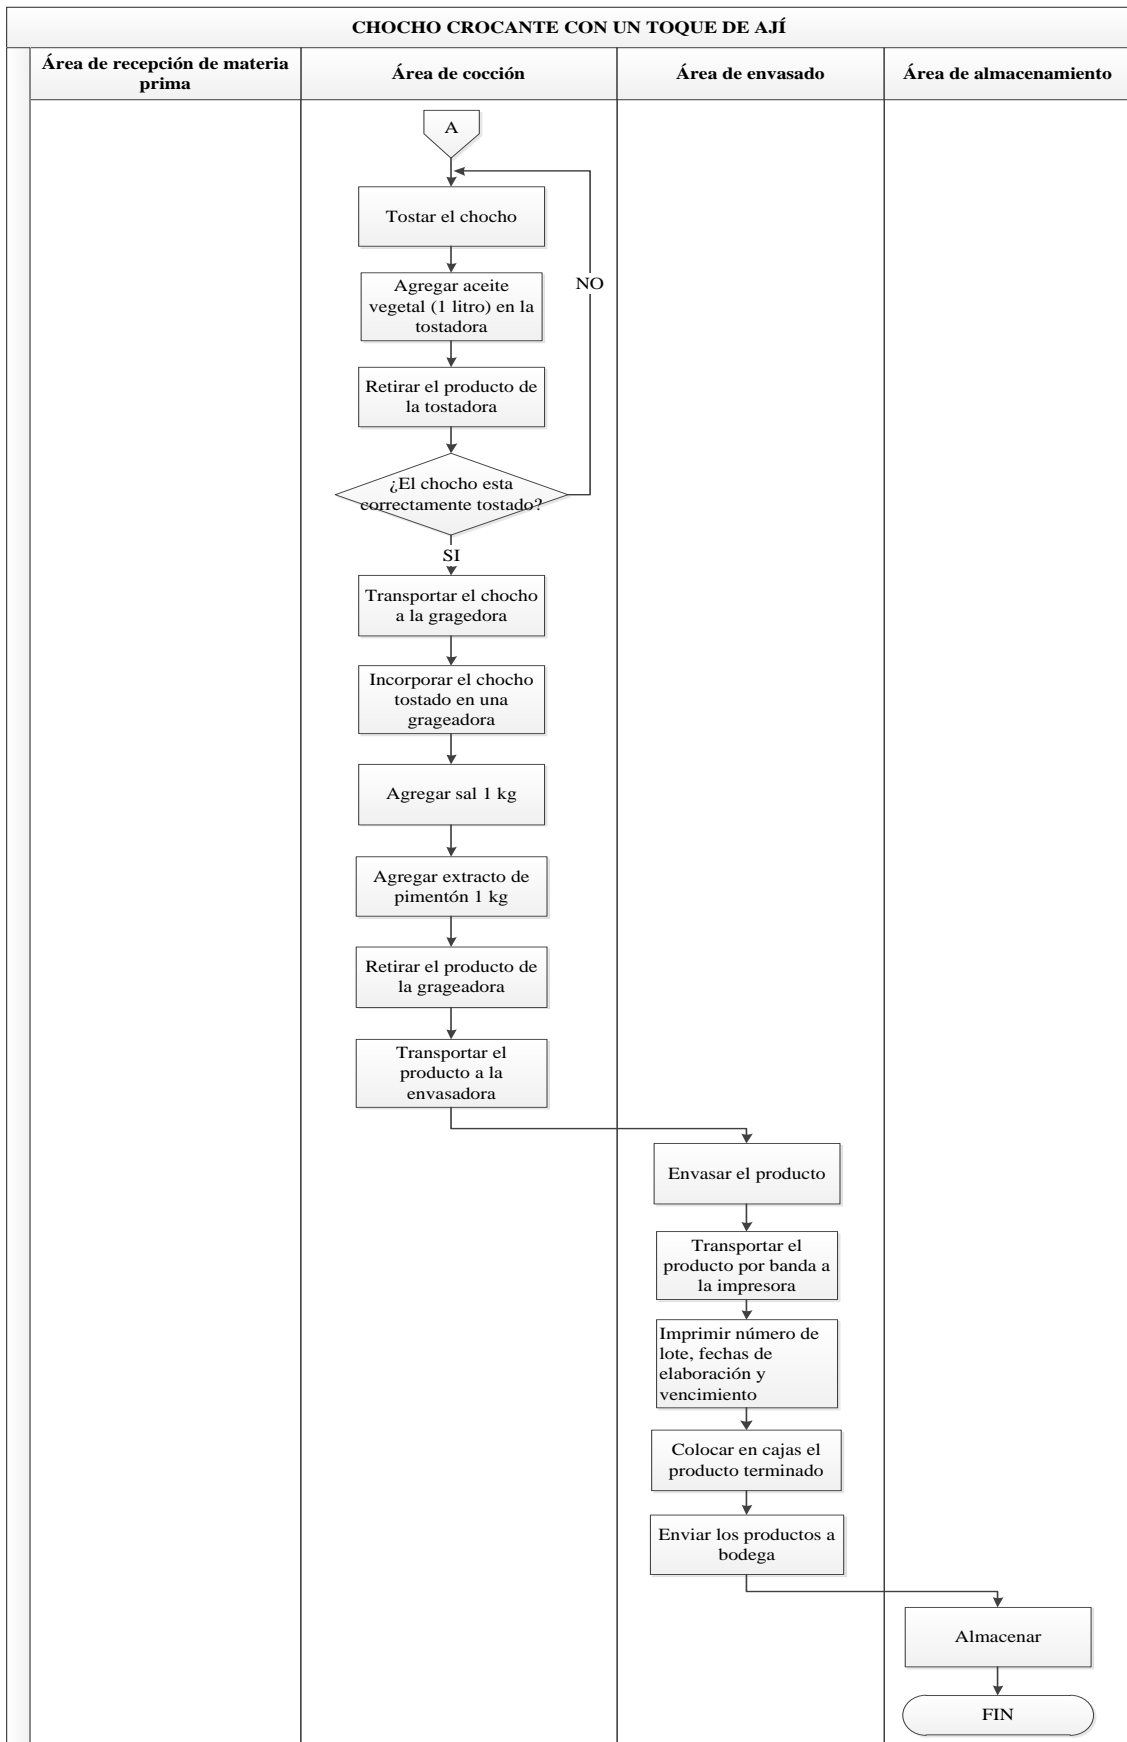 CHOCHO CROCANTE CON UN TOQUE DE AJÍ
Área de recepción de materia
prima
Área de cocción
Área de envasado
Área de almacenamiento
A
Tostar el chocho
Agregar aceite
vegetal (1 litro) en la
tostadora
NO
Retirar el producto de
la tostadora
¿El chocho esta
correctamente tostado?
SI
Transportar el chocho
a la gragedora
Incorporar el chocho
tostado en una
grageadora
Agregar sal 1 kg
Agregar extracto de
pimentón 1 kg
Retirar el producto de
la grageadora
Transportar el
producto a la
envasadora
Envasar el producto
Transportar el
producto por banda a
la impresora
Imprimir número de
lote, fechas de
elaboración y
vencimiento
Colocar en cajas el
producto terminado
Enviar los productos a
bodega
Almacenar
FIN